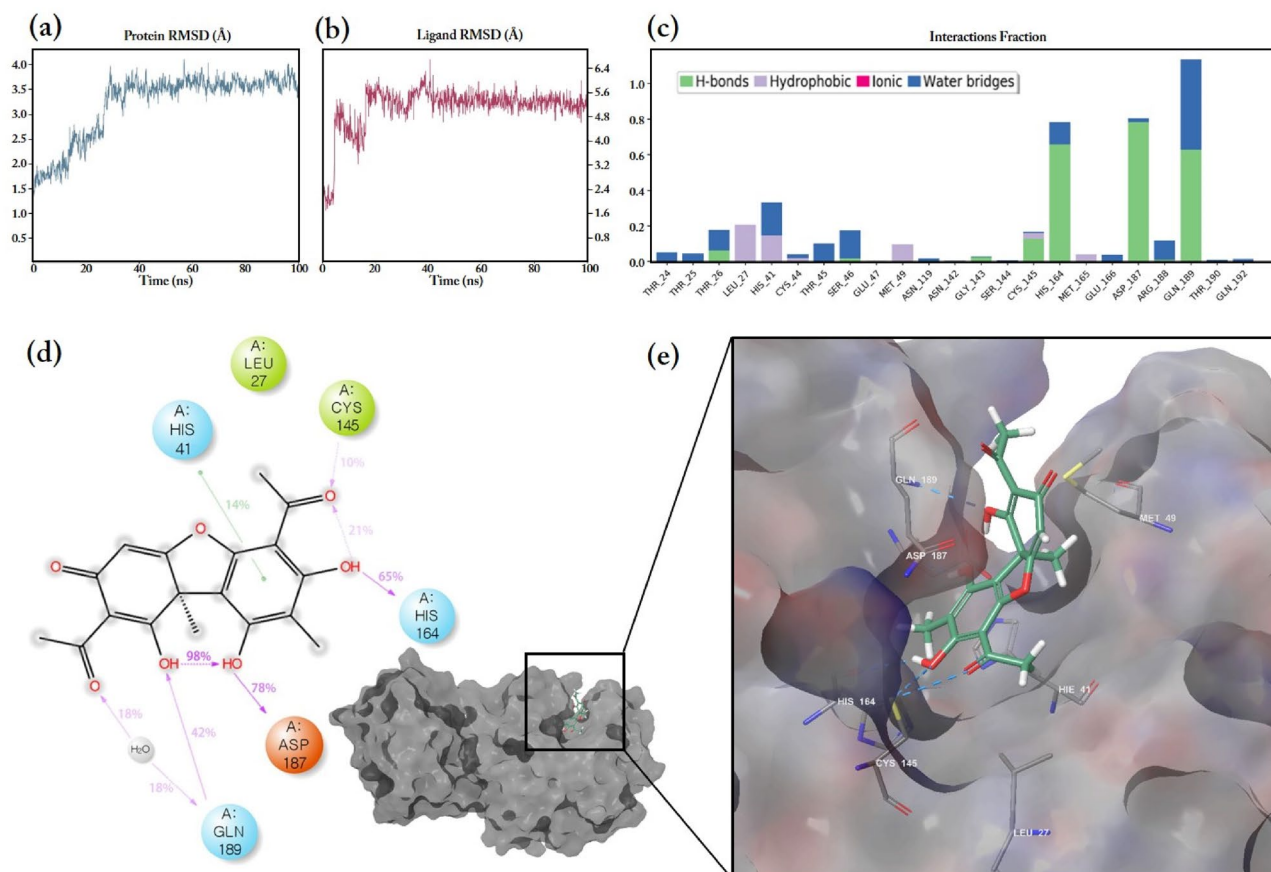 (a)
Protein RMSD (Å)
4.0
3.5
3.0
2.5
2.0
1.5
1.0
0.5
0
20
40
60
80
100
Time (ns)
(b)
Ligand RMSD (Å)
6.4
5.6
4.8
4.0
3.2
2.4
1.6
0.8
0
20
40
60
80
100
Time (ns)
(c)
Interactions Fraction
H-bonds
Hydrophobic
Ionic
Water bridges
1.0
0.8
0.6
0.4
0.2
0.0
THR_24
THR_25
THR_26
LEU_27
HIS_41
CYS_44
THR_45
SER_46
GLU_47
MET_49
ASN_119
ASN_142
GLY_143
SER_144
CYS_145
HIS_164
MET_165
GLU_166
ASP_187
ARG_188
GLN_189
THR_190
GLN_192
(d)
A:
LEU
27
A:
CYS
145
A:
HIS
41
10%
14%
O
21%
O
OH
65%
O
A:
HIS
164
OH
98%
HO
78%
O
18%
42%
H₂O
18%
A:
ASP
187
A:
GLN
189
(e)
GLN 189
MET 49
ASP 187
HIE 41
HIS 164
CYS 145
LEU 27